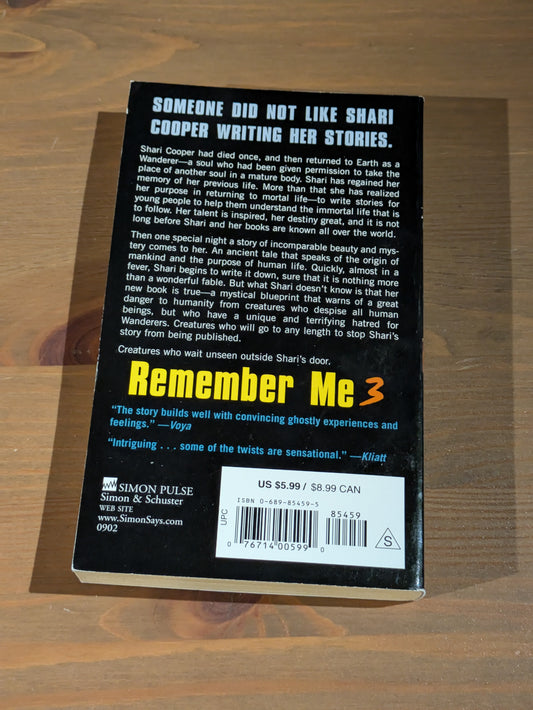 SOMEONE DID NOT LIKE SHARI
COOPER WRITING HER STORIES.
Shari Cooper had died once, and then returned to Earth as a
Wanderer—a soul who had been given permission to take the
place of another soul in a mature body. Shari has regained her
memory of her previous life. More than that she has realized
her purpose in returning to mortal life—to write stories for
young people to help them understand the immortal life that is
to follow. Her talent is inspired, her destiny great, and it is not
long before Shari and her books are known all over the world.
Then one special night a story of incomparable beauty and mys-
tery comes to her. An ancient tale that speaks of the origin of
mankind and the purpose of human life. Quickly, almost in a
fever, Shari begins to write it down, sure that it is nothing more
than a wonderful fable. But what Shari doesn't know is that her
new book is true—a mystical blueprint that warns of a great
danger to humanity from creatures who despise all human
beings, but who have a unique and terrifying hatred for
Wanderers. Creatures who will go to any length to stop Shari's
story from being published.
Creatures who wait unseen outside Shari's door.
Remember Me 3
"The story builds well with convincing ghostly experiences and
feelings." —Voya
"Intriguing . . . some of the twists are sensational." —Kliatt
SIMON PULSE
Simon & Schuster
WEB SITE
www.SimonSays.com
0902
US $5.99 / $8.99 CAN
ISBN 0-689-85459-5
85459
UPC
0 76714 00599 0
S